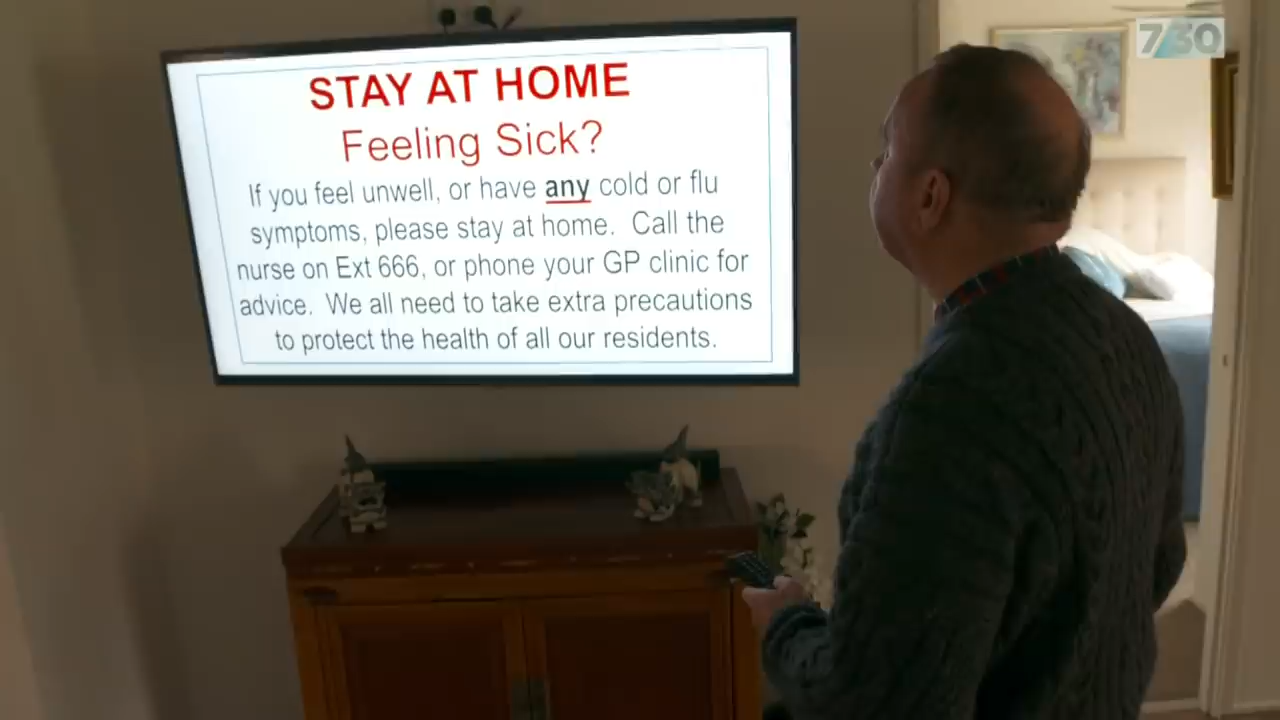 7.30
STAY AT HOME
Feeling Sick?
If you feel unwell, or have any cold or flu
symptoms, please stay at home. Call the
nurse on Ext 666, or phone your GP clinic for
advice. We all need to take extra precautions
to protect the health of all our residents.